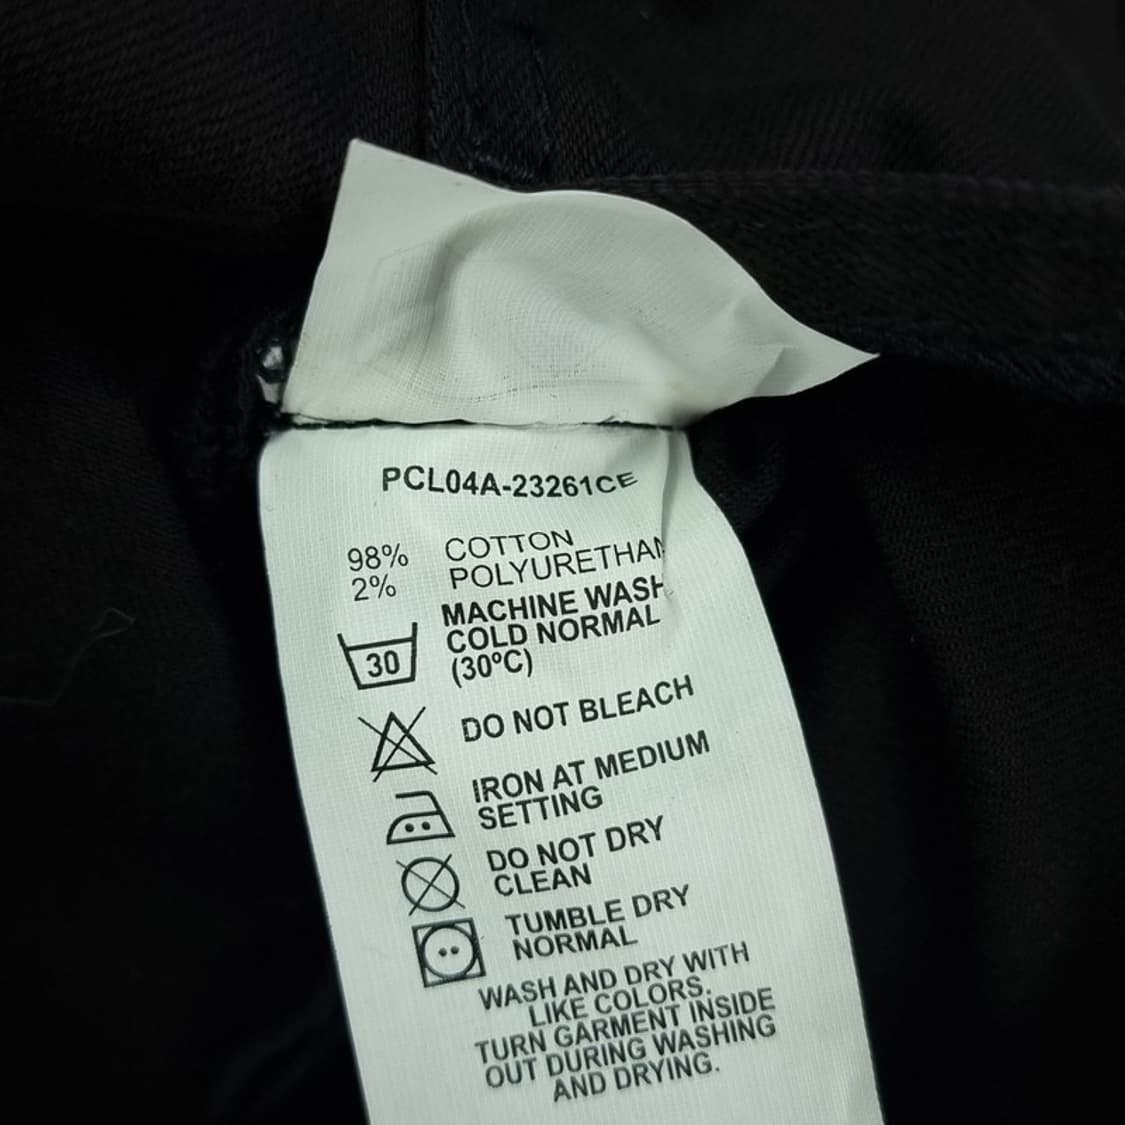 PCL04A-23261CE
98% COTTON
2% POLYURETHAN
MACHINE WASH
COLD NORMAL
30 (30ºC)
DO NOT BLEACH
IRON AT MEDIUM
SETTING
DO NOT DRY
CLEAN
TUMBLE DRY
NORMAL
WASH AND DRY WITH
LIKE COLORS.
TURN GARMENT INSIDE
OUT DURING WASHING
AND DRYING.